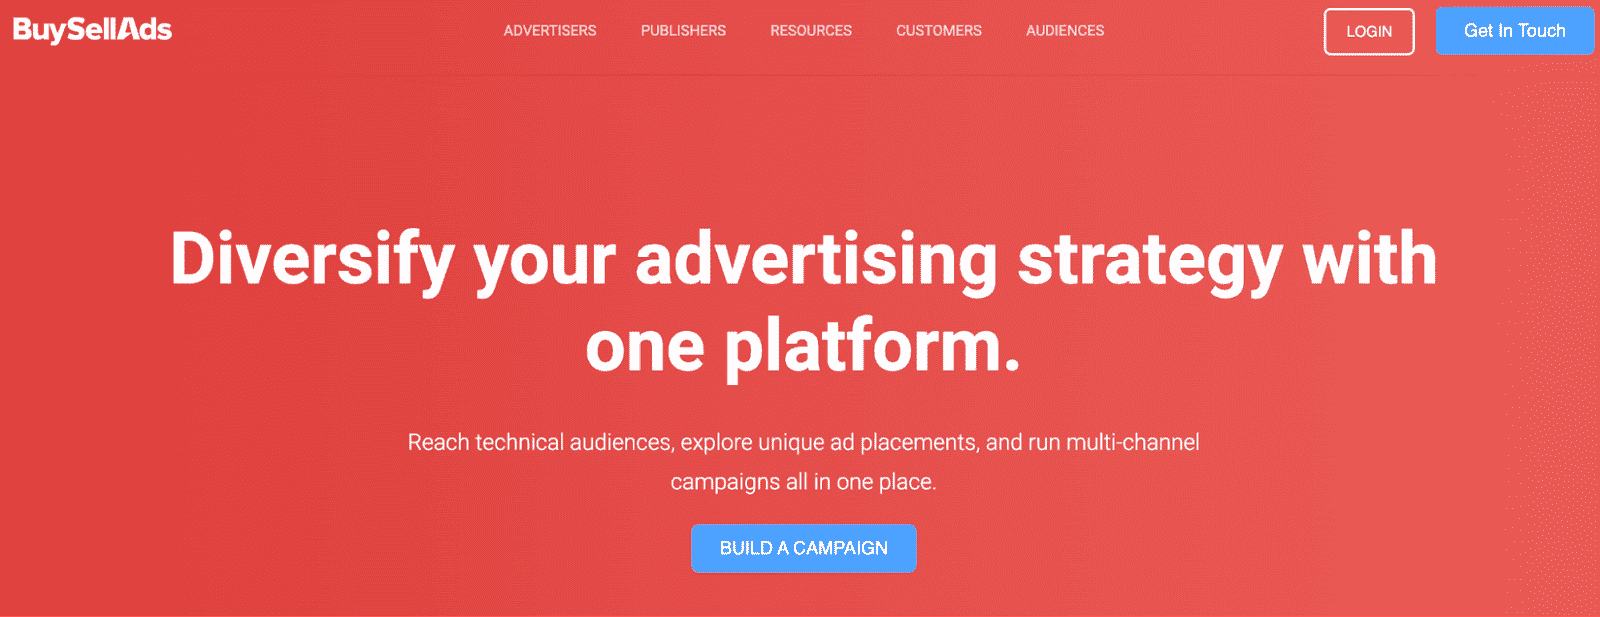 BuySellAds
ADVERTISERS
PUBLISHERS
RESOURCES
CUSTOMERS
AUDIENCES
LOGIN
Get In Touch
Diversify your advertising strategy with
one platform.
Reach technical audiences, explore unique ad placements, and run multi-channel
campaigns all in one place.
BUILD A CAMPAIGN